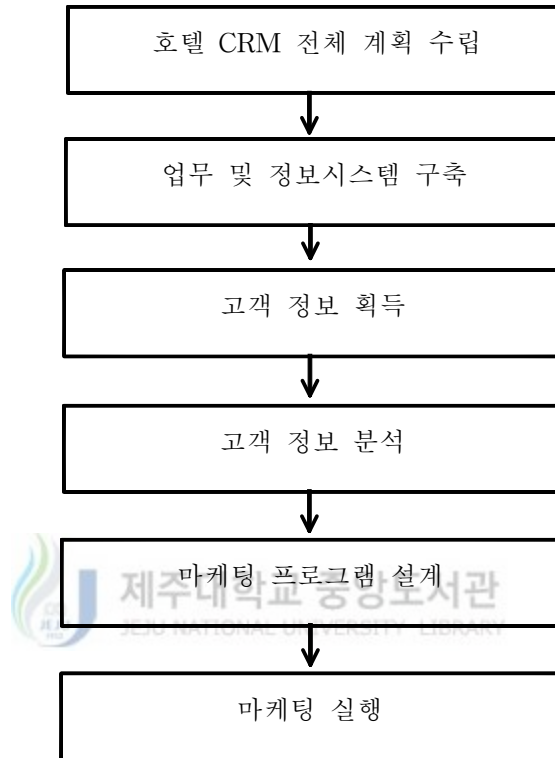 호텔 CRM 전체 계획 수립
업무 및 정보시스템 구축
고객 정보 획득
고객 정보 분석
마케팅 프로그램 설계
제주대학교 중앙도서관
JEJU NATIONAL UNIVERSITY LIBRARY
마케팅 실행